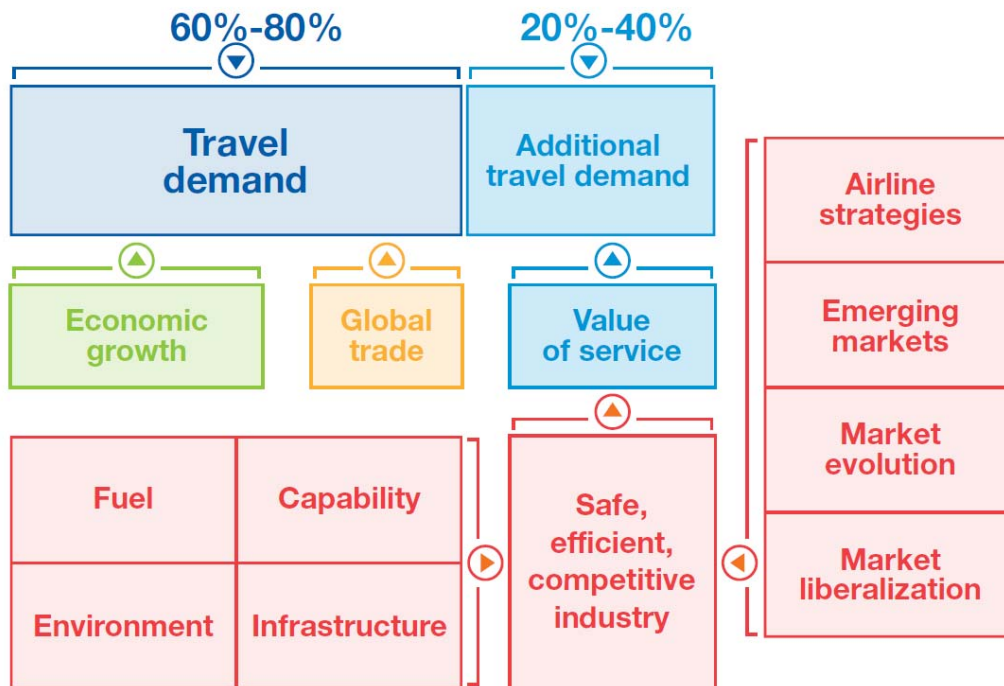 60%-80%
20%-40%
Travel
demand
Additional
travel demand
Airline
strategies
Economic
growth
Global
trade
Value
of service
Emerging
markets
Fuel
Capability
Safe,
efficient,
competitive
industry
Market
evolution
Environment
Infrastructure
Market
liberalization